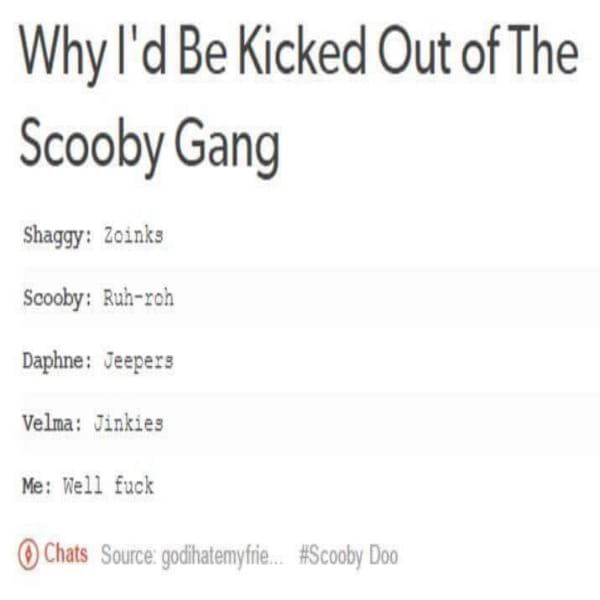 Why I'd Be Kicked Out of The
Scooby Gang
Shaggy: Zoinks
Scooby: Ruh-roh
Daphne: Jeepers
Velma: Jinkies
Me: Well fuck
Chats Source: godihatemyfrie... #Scooby Doo